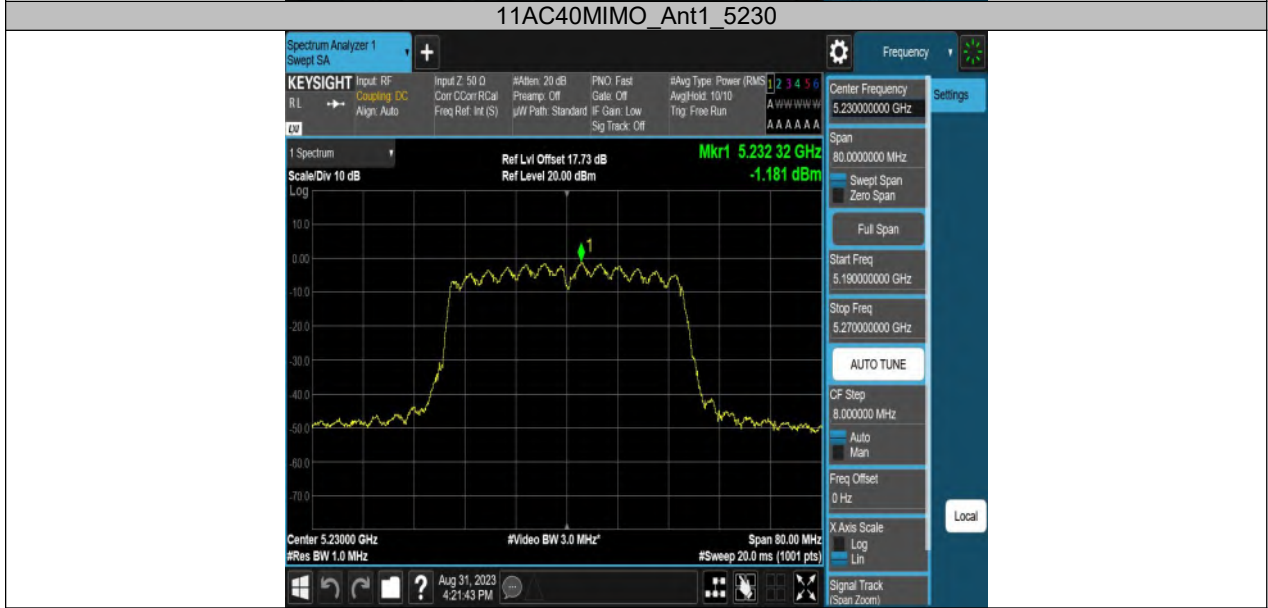 11AC40MIMO_Ant1_5230
Spectrum Analyzer 1
Swept SA
+
Frequency
KEYSIGHT
RL
LXI
Input: RF
Coupling: DC
Align: Auto
Input Z: 50 Ω
Corr CCorr RCal
Freq Ref: Int (S)
#Atten: 20 dB
Preamp: Off
µW Path: Standard
PNO: Fast
Gate: Off
IF Gain: Low
Sig Track: Off
#Avg Type: Power (RMS
Avg|Hold: 10/10
Trig: Free Run
1 2 3 4 5 6
A W W W W W
A A A A A A
1 Spectrum
Scale/Div 10 dB
Ref Lvl Offset 17.73 dB
Ref Level 20.00 dBm
Mkr1 5.232 32 GHz
-1.181 dBm
Log
10.0
0.00
-10.0
-20.0
-30.0
-40.0
-50.0
-60.0
-70.0
1
Center 5.23000 GHz
#Res BW 1.0 MHz
#Video BW 3.0 MHz*
Span 80.00 MHz
#Sweep 20.0 ms (1001 pts)
Aug 31, 2023
4:21:43 PM
Center Frequency
5.230000000 GHz
Settings
Span
80.0000000 MHz
Swept Span
Zero Span
Full Span
Start Freq
5.190000000 GHz
Stop Freq
5.270000000 GHz
AUTO TUNE
CF Step
8.000000 MHz
Auto
Man
Freq Offset
0 Hz
X Axis Scale
Log
Lin
Local
Signal Track
(Span Zoom)